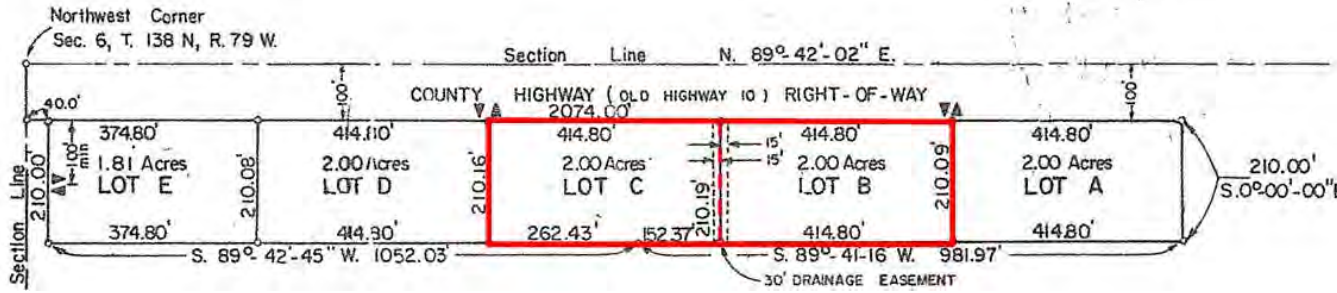 Northwest Corner
Sec. 6, T. 138 N, R. 79 W.
Section Line N. 89°-42'-02" E.
100'
100'
COUNTY HIGHWAY (OLD HIGHWAY 10) RIGHT-OF-WAY
40.0'
2074.00'
374.80'
414.80'
414.80'
414.80'
100' min
15'
15'
1.81 Acres
2.00 Acres
2.00 Acres
2.00 Acres
2.00 Acres
LOT E
LOT D
LOT C
LOT B
LOT A
Section Line
210.00'
210.08'
210.16'
210.19'
210.09'
210.00'
S.0°-00'-00"
374.80'
414.80'
262.43'
152.37'
414.80'
414.80'
S. 89°-42'-45" W. 1052.03'
S. 89°-41-16 W. 981.97'
30' DRAINAGE EASEMENT